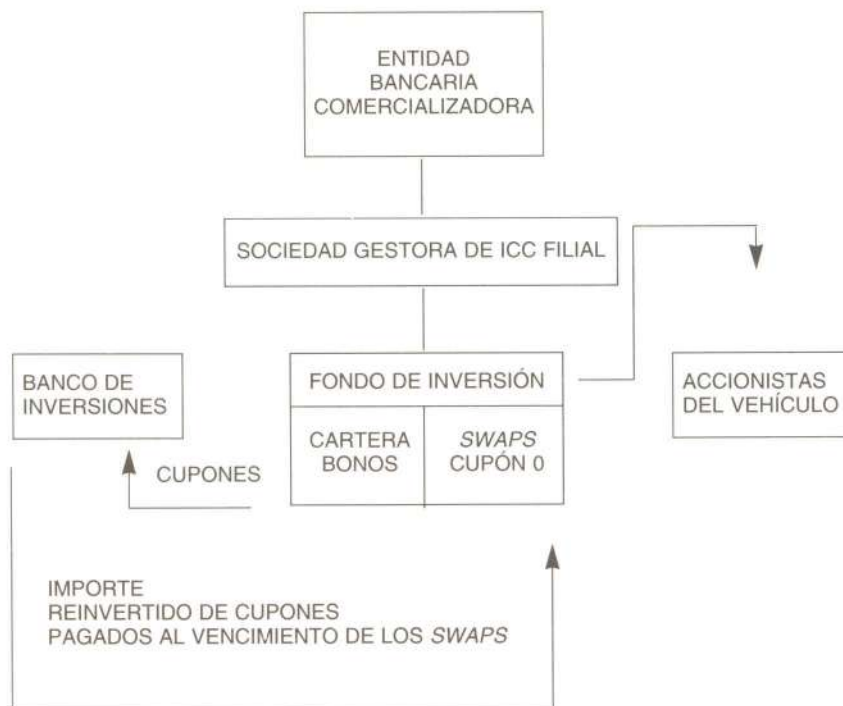 ENTIDAD
BANCARIA
COMERCIALIZADORA
SOCIEDAD GESTORA DE ICC FILIAL
BANCO DE
INVERSIONES
FONDO DE INVERSIÓN
CARTERA
BONOS
SWAPS
CUPÓN 0
ACCIONISTAS
DEL VEHÍCULO
CUPONES
IMPORTE
REINVERTIDO DE CUPONES
PAGADOS AL VENCIMIENTO DE LOS SWAPS